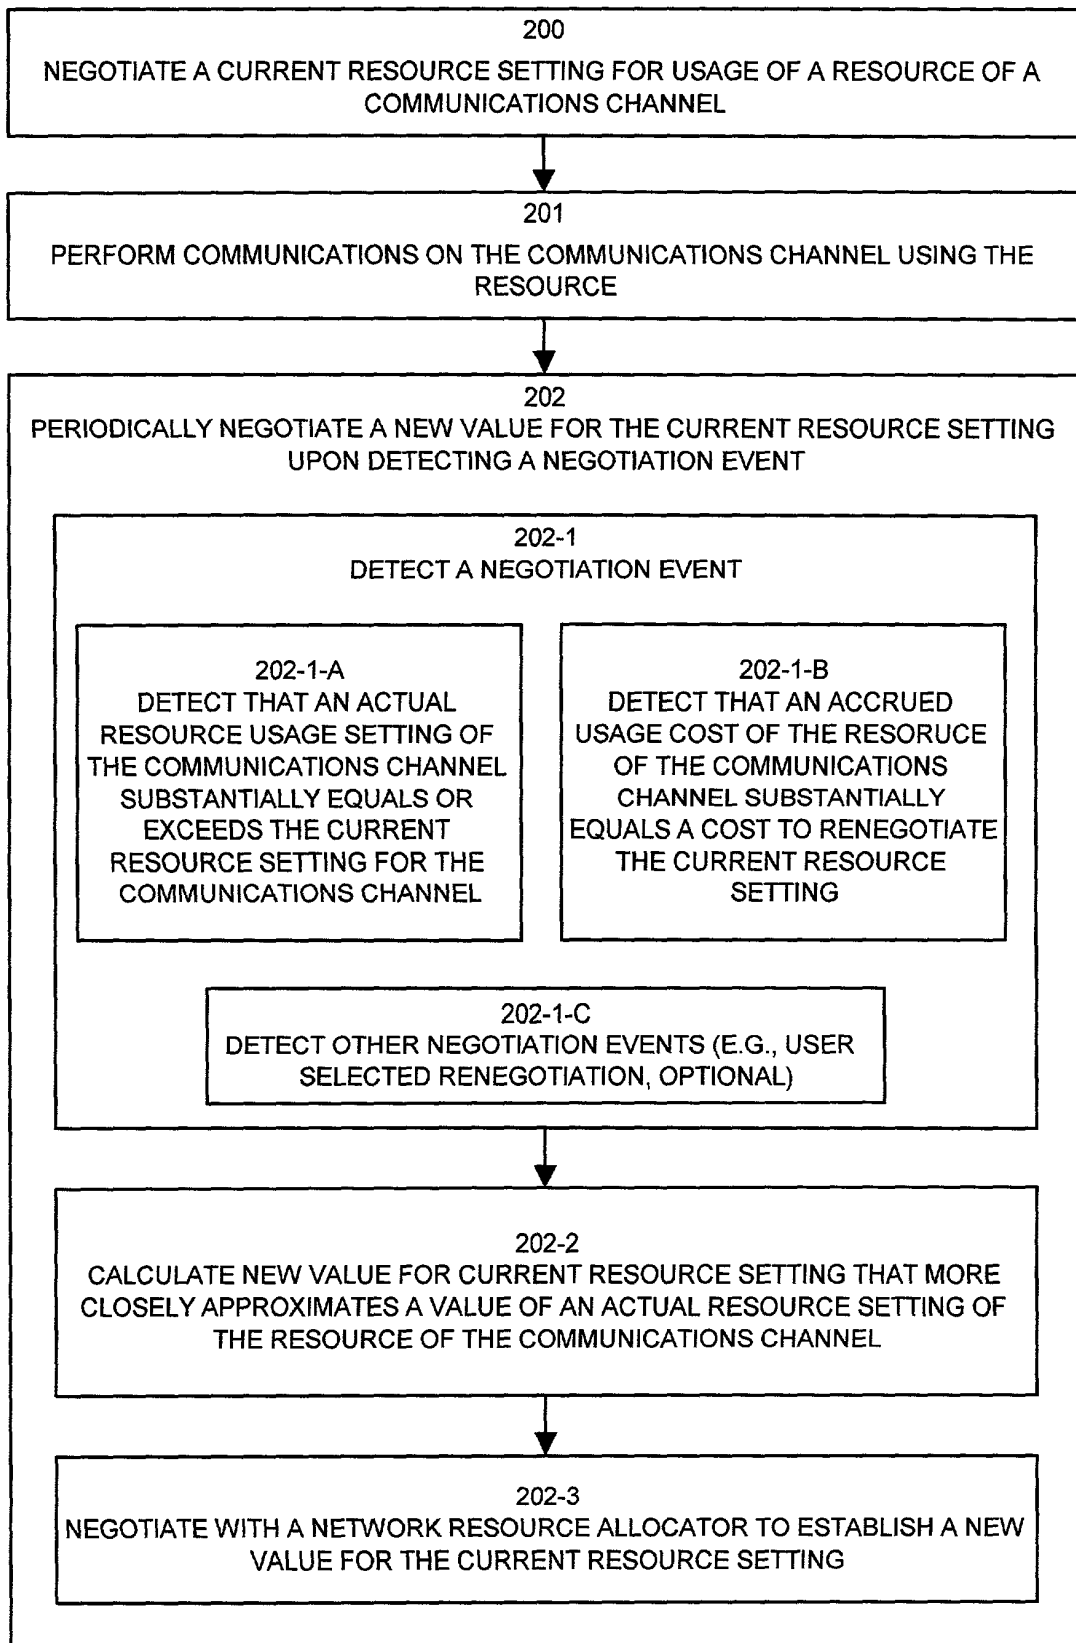 200
NEGOTIATE A CURRENT RESOURCE SETTING FOR USAGE OF A RESOURCE OF A
COMMUNICATIONS CHANNEL
201
PERFORM COMMUNICATIONS ON THE COMMUNICATIONS CHANNEL USING THE
RESOURCE
202
PERIODICALLY NEGOTIATE A NEW VALUE FOR THE CURRENT RESOURCE SETTING
UPON DETECTING A NEGOTIATION EVENT
202-1
DETECT A NEGOTIATION EVENT
202-1-A
DETECT THAT AN ACTUAL
RESOURCE USAGE SETTING OF
THE COMMUNICATIONS CHANNEL
SUBSTANTIALLY EQUALS OR
EXCEEDS THE CURRENT
RESOURCE SETTING FOR THE
COMMUNICATIONS CHANNEL
202-1-B
DETECT THAT AN ACCRUED
USAGE COST OF THE RESORUCE
OF THE COMMUNICATIONS
CHANNEL SUBSTANTIALLY
EQUALS A COST TO RENEGOTIATE
THE CURRENT RESOURCE
SETTING
202-1-C
DETECT OTHER NEGOTIATION EVENTS (E.G., USER
SELECTED RENEGOTIATION, OPTIONAL)
202-2
CALCULATE NEW VALUE FOR CURRENT RESOURCE SETTING THAT MORE
CLOSELY APPROXIMATES A VALUE OF AN ACTUAL RESOURCE SETTING OF
THE RESOURCE OF THE COMMUNICATIONS CHANNEL
202-3
NEGOTIATE WITH A NETWORK RESOURCE ALLOCATOR TO ESTABLISH A NEW
VALUE FOR THE CURRENT RESOURCE SETTING